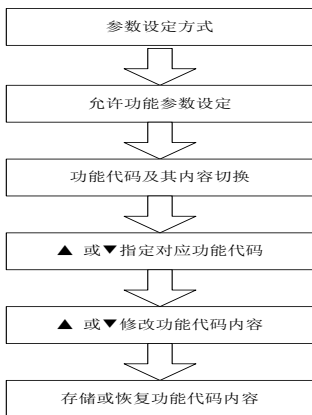 参数设定方式
允许功能参数设定
功能代码及其内容切换
▲ 或▼指定对应功能代码
▲ 或▼修改功能代码内容
存储或恢复功能代码内容